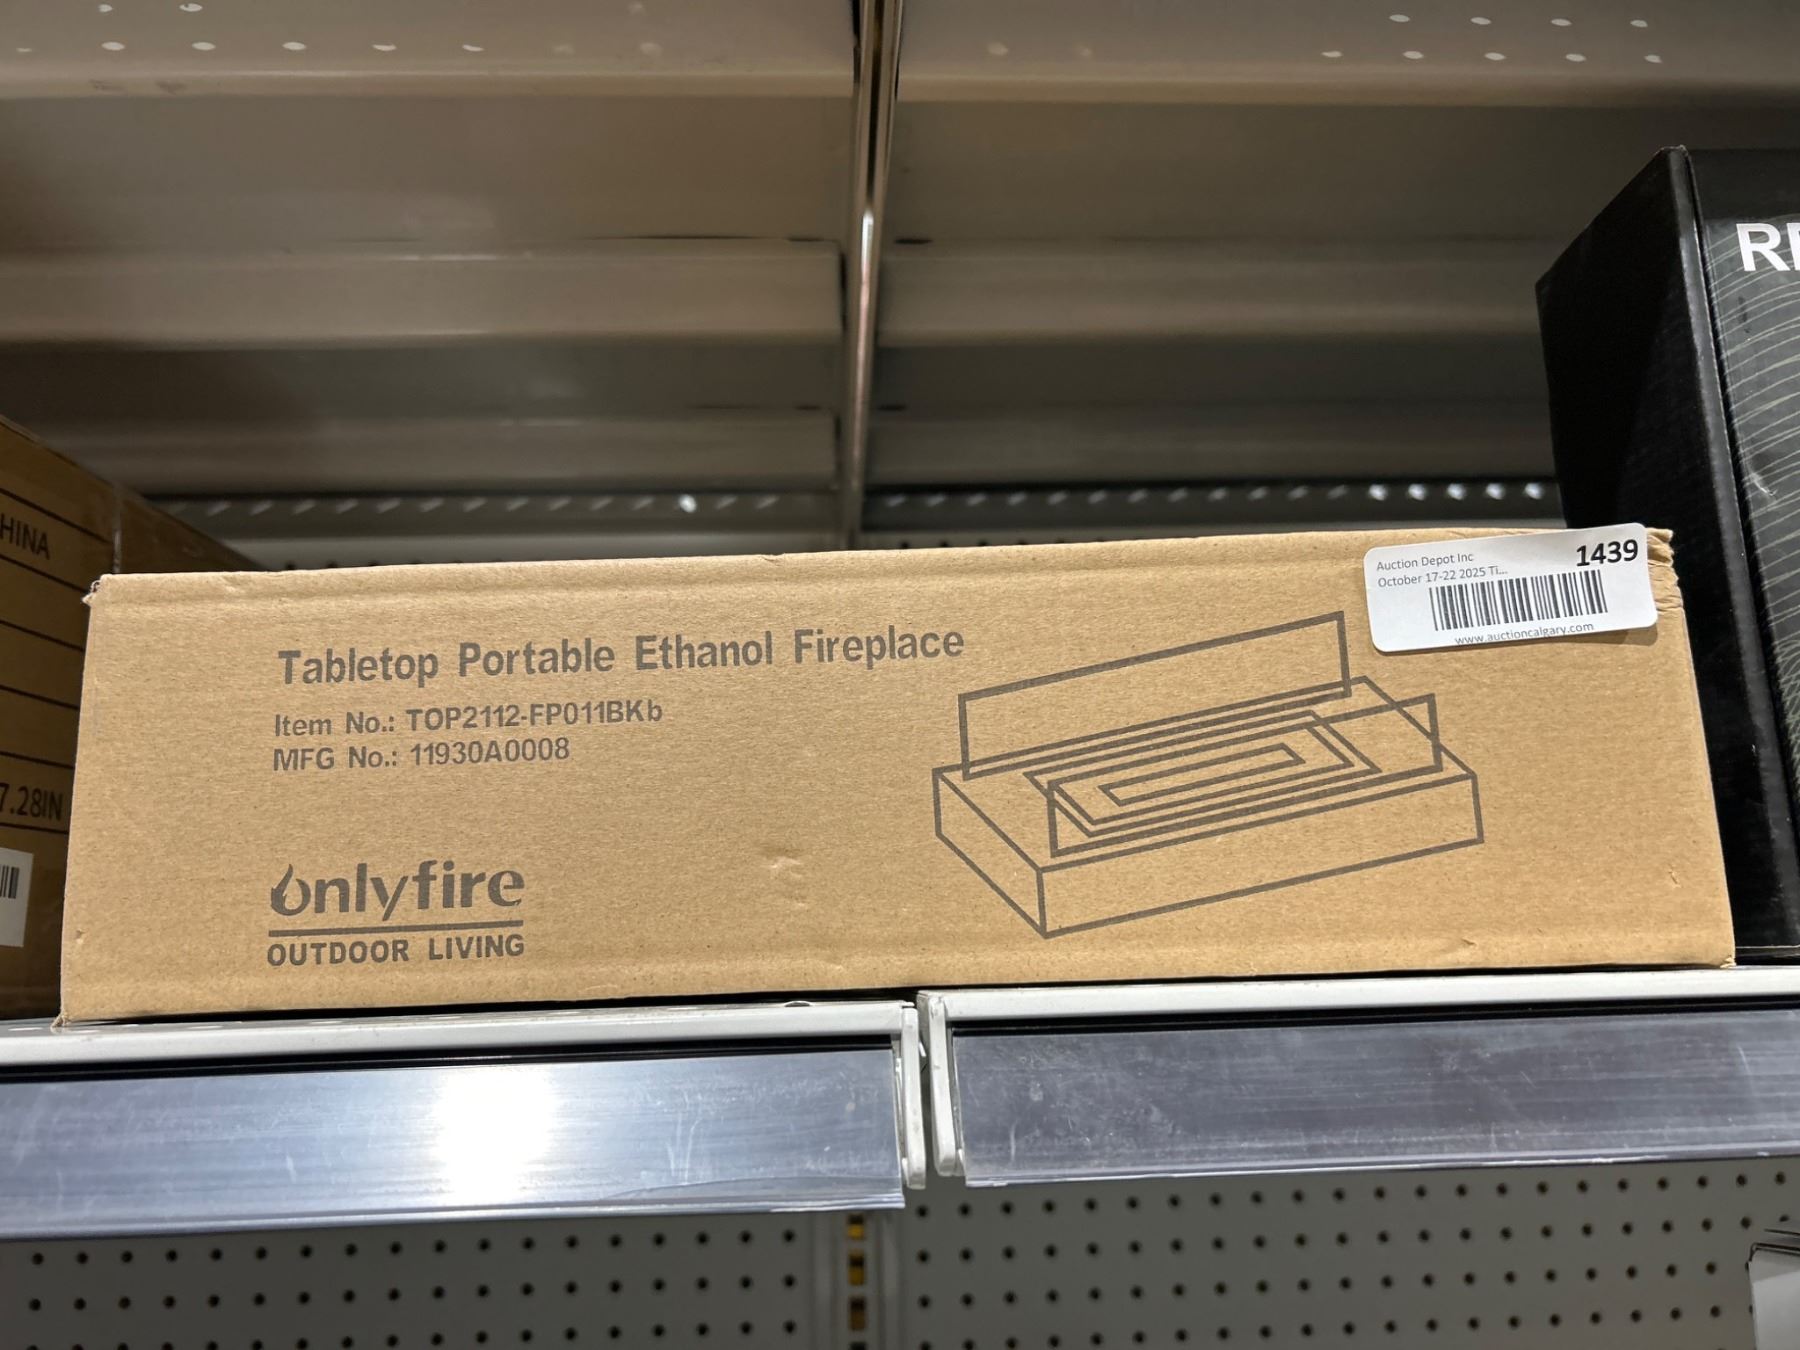 Tabletop Portable Ethanol Fireplace
Item No.: TOP2112-FP011BKb
MFG No.: 11930A0008
onlyfire
OUTDOOR LIVING
Auction Depot Inc
1439
October 17-22 2025 Ti...
www.auctioncalgary.com
HINA
7.28IN